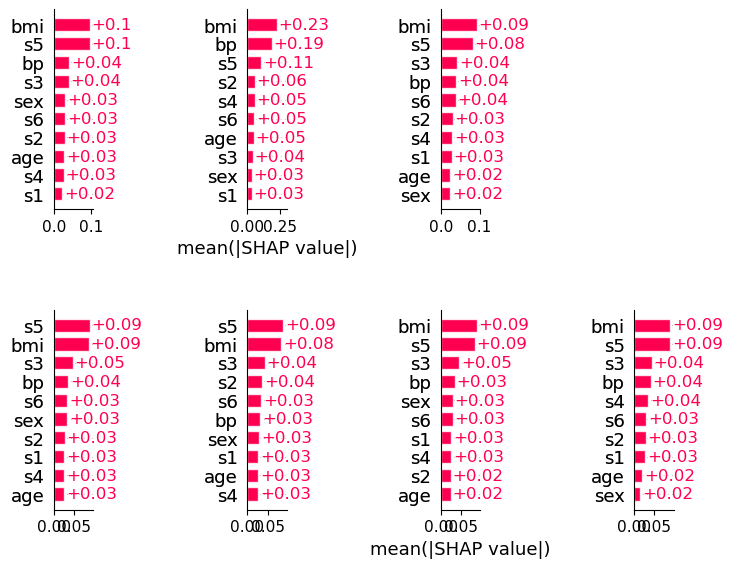 bmi +0.1
s5 +0.1
bp +0.04
s3 +0.04
sex +0.03
s6 +0.03
s2 +0.03
age +0.03
s4 +0.03
s1 +0.02
0.0 0.1
bmi +0.23
bp +0.19
s5 +0.11
s2 +0.06
s4 +0.05
s6 +0.05
age +0.05
s3 +0.04
sex +0.03
s1 +0.03
0.00 0.25
mean(|SHAP value|)
bmi +0.09
s5 +0.08
s3 +0.04
bp +0.04
s6 +0.04
s2 +0.03
s4 +0.03
s1 +0.03
age +0.02
sex +0.02
0.0 0.1
s5 +0.09
bmi +0.09
s3 +0.05
bp +0.04
s6 +0.03
sex +0.03
s2 +0.03
s1 +0.03
s4 +0.03
age +0.03
0.00 0.05
s5 +0.09
bmi +0.08
s3 +0.04
s2 +0.04
s6 +0.03
bp +0.03
sex +0.03
s1 +0.03
age +0.03
s4 +0.03
0.00 0.05
bmi +0.09
s5 +0.09
s3 +0.05
bp +0.03
sex +0.03
s6 +0.03
s1 +0.03
s4 +0.03
s2 +0.02
age +0.02
0.00 0.05
mean(|SHAP value|)
bmi +0.09
s5 +0.09
s3 +0.04
bp +0.04
s4 +0.04
s6 +0.03
s2 +0.03
s1 +0.03
age +0.02
sex +0.02
0.00 0.05